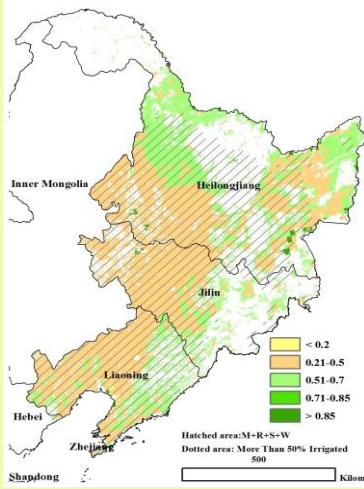 Inner Mongolia
Heilongjiang
Jilin
Liaoning
Hebei
Zhejiang
Shandong
< 0.2
0.21-0.5
0.51-0.7
0.71-0.85
> 0.85
Hatched area:M+R+S+W
Dotted area: More Than 50% Irrigated
500
Kilom